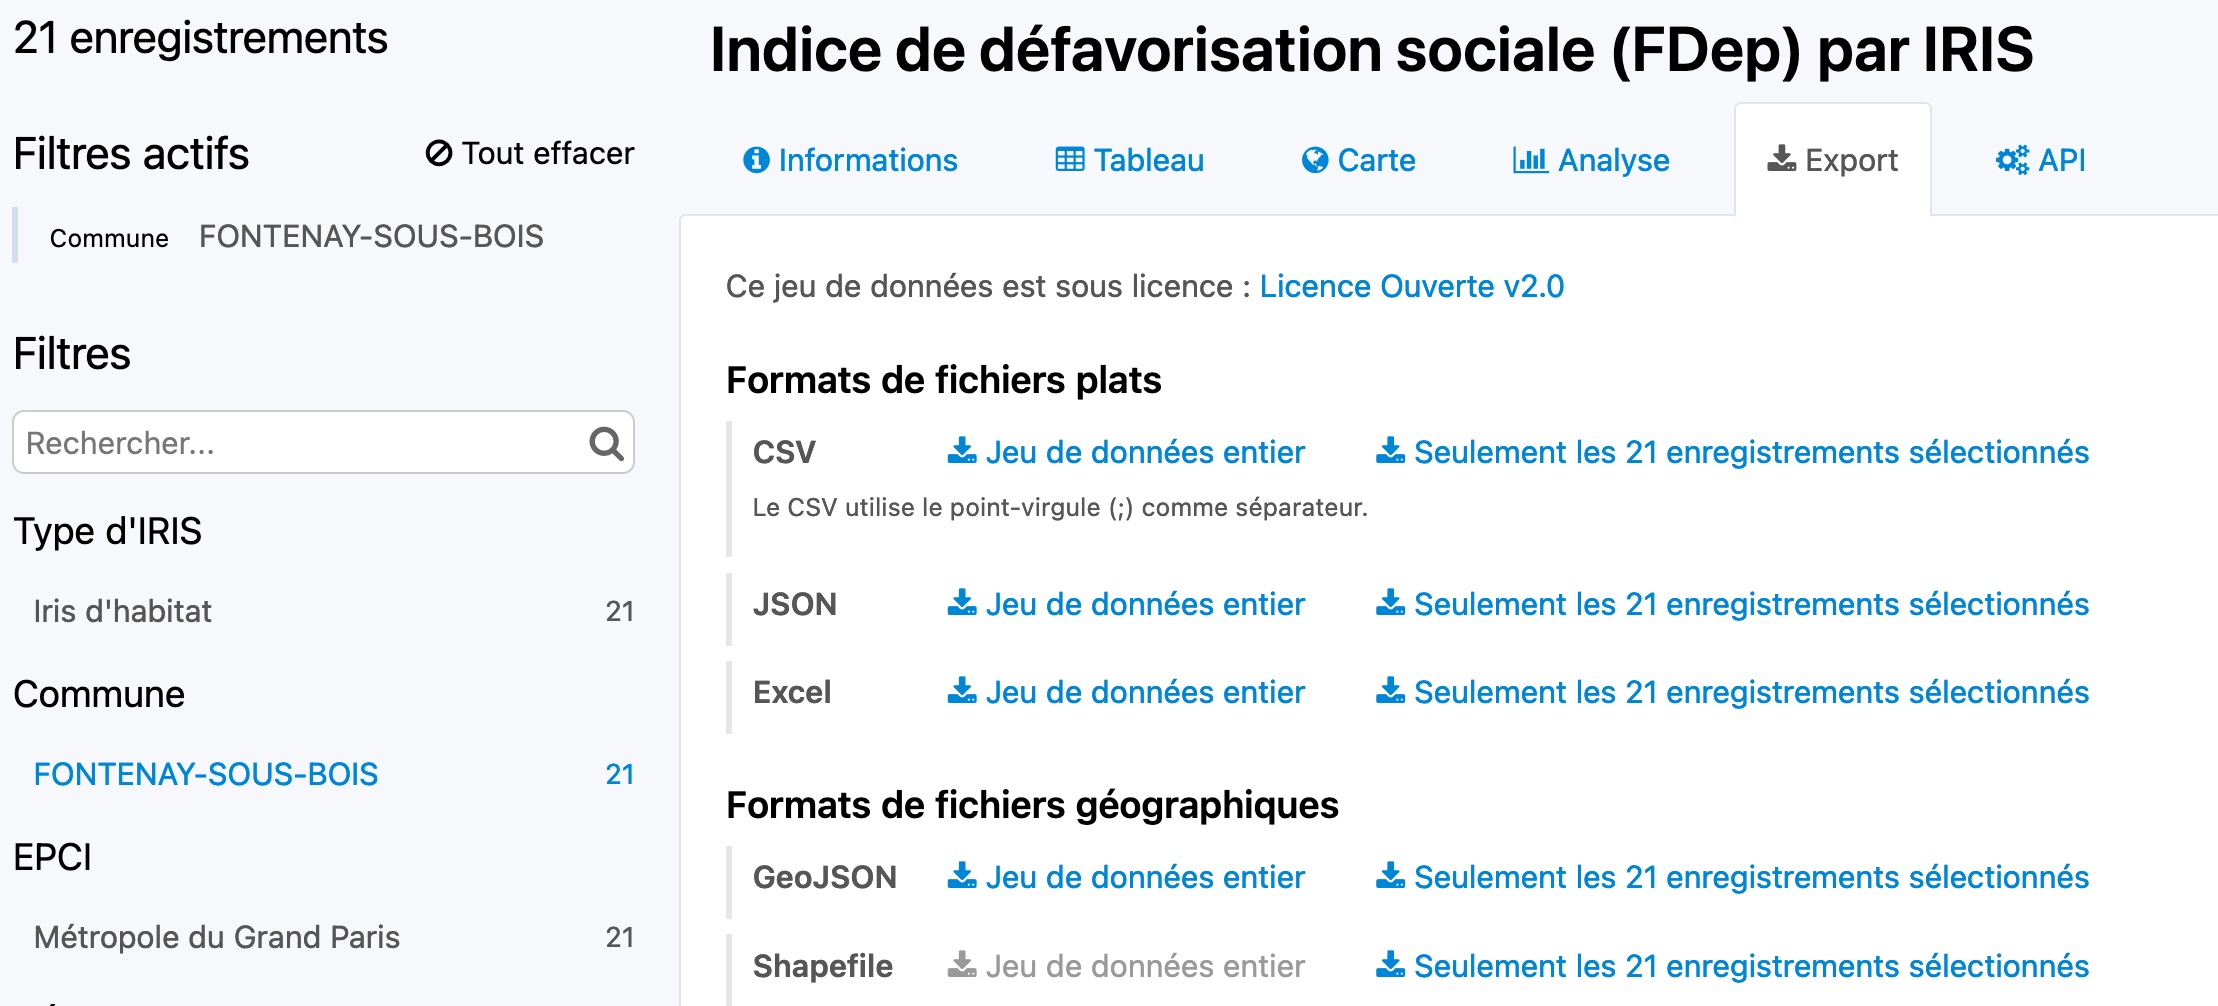 21 enregistrements
Filtres actifs
Tout effacer
Commune FONTENAY-SOUS-BOIS
Filtres
Rechercher...
Type d'IRIS
Iris d'habitat 21
Commune
FONTENAY-SOUS-BOIS 21
EPCI
Métropole du Grand Paris 21
Indice de défavorisation sociale (FDep) par IRIS
Informations Tableau Carte Analyse Export API
Ce jeu de données est sous licence : Licence Ouverte v2.0
Formats de fichiers plats
CSV Jeu de données entier Seulement les 21 enregistrements sélectionnés
Le CSV utilise le point-virgule (;) comme séparateur.
JSON Jeu de données entier Seulement les 21 enregistrements sélectionnés
Excel Jeu de données entier Seulement les 21 enregistrements sélectionnés
Formats de fichiers géographiques
GeoJSON Jeu de données entier Seulement les 21 enregistrements sélectionnés
Shapefile Jeu de données entier Seulement les 21 enregistrements sélectionnés